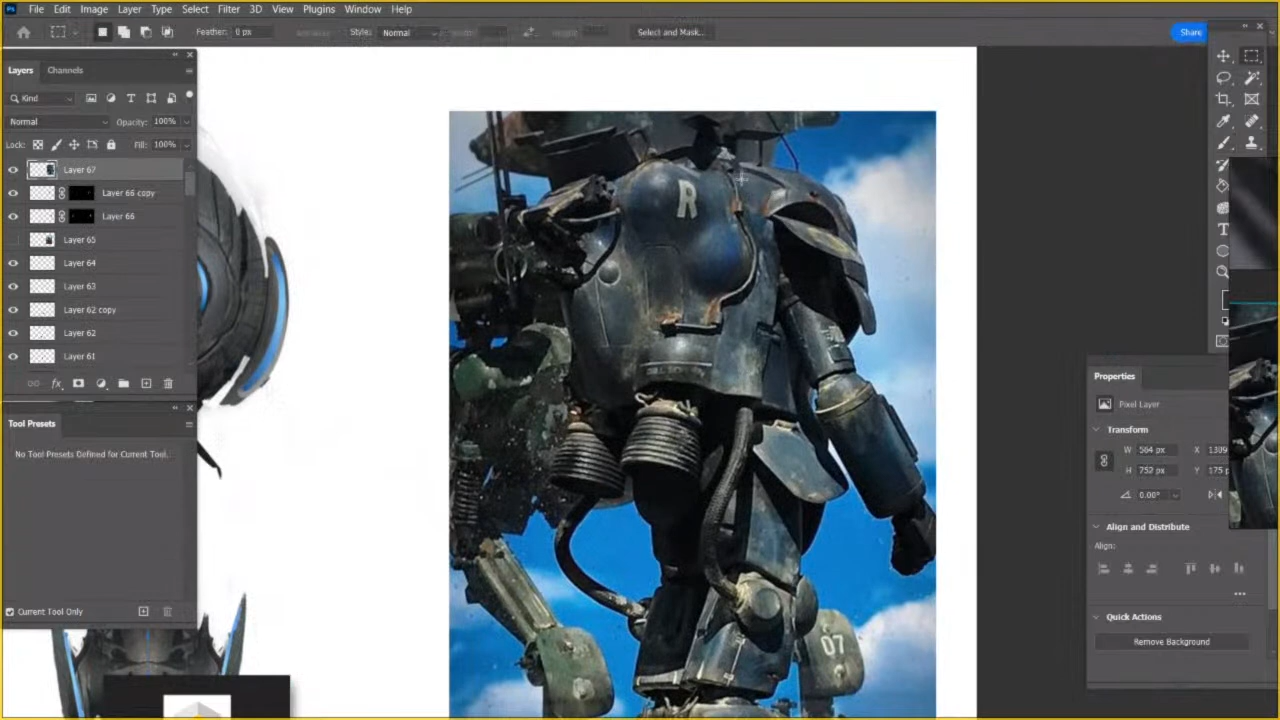 Ps File Edit Image Layer Type Select Filter 3D View Plugins Window Help
Feather: 0 px Style: Normal Select and Mask... Share
Layers Channels
Kind
Normal Opacity: 100%
Lock: Fill: 100%
Layer 67
Layer 66 copy
Layer 66
Layer 65
Layer 64
Layer 63
Layer 62 copy
Layer 62
Layer 61
fx
Tool Presets
No Tool Presets Defined for Current Tool.
Current Tool Only
R
07
Properties
Pixel Layer
Transform
W 564 px X 1309
H 752 px Y 175 p
0.00°
Align and Distribute
Align:
Quick Actions
Remove Background